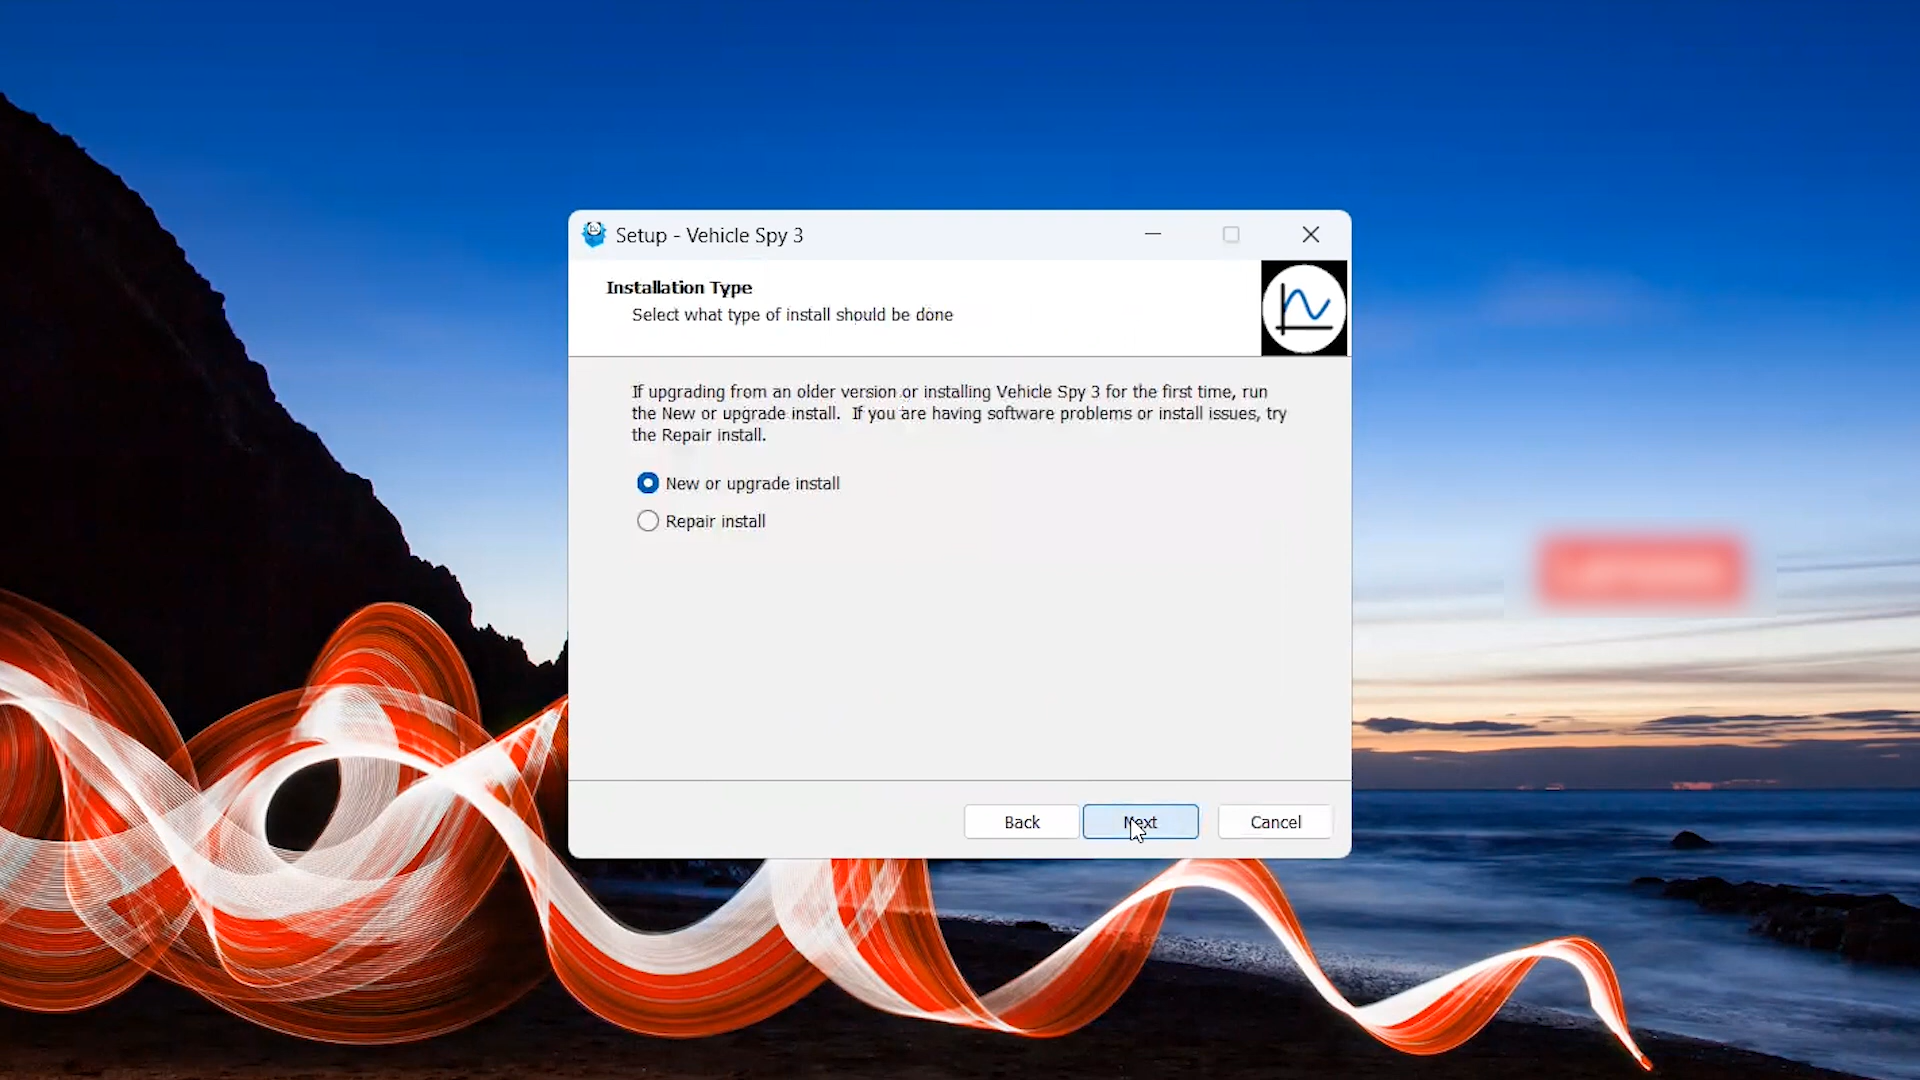 Setup - Vehicle Spy 3
Installation Type
Select what type of install should be done
If upgrading from an older version or installing Vehicle Spy 3 for the first time, run
the New or upgrade install.  If you are having software problems or install issues, try
the Repair install.
New or upgrade install
Repair install
Back
Next
Cancel